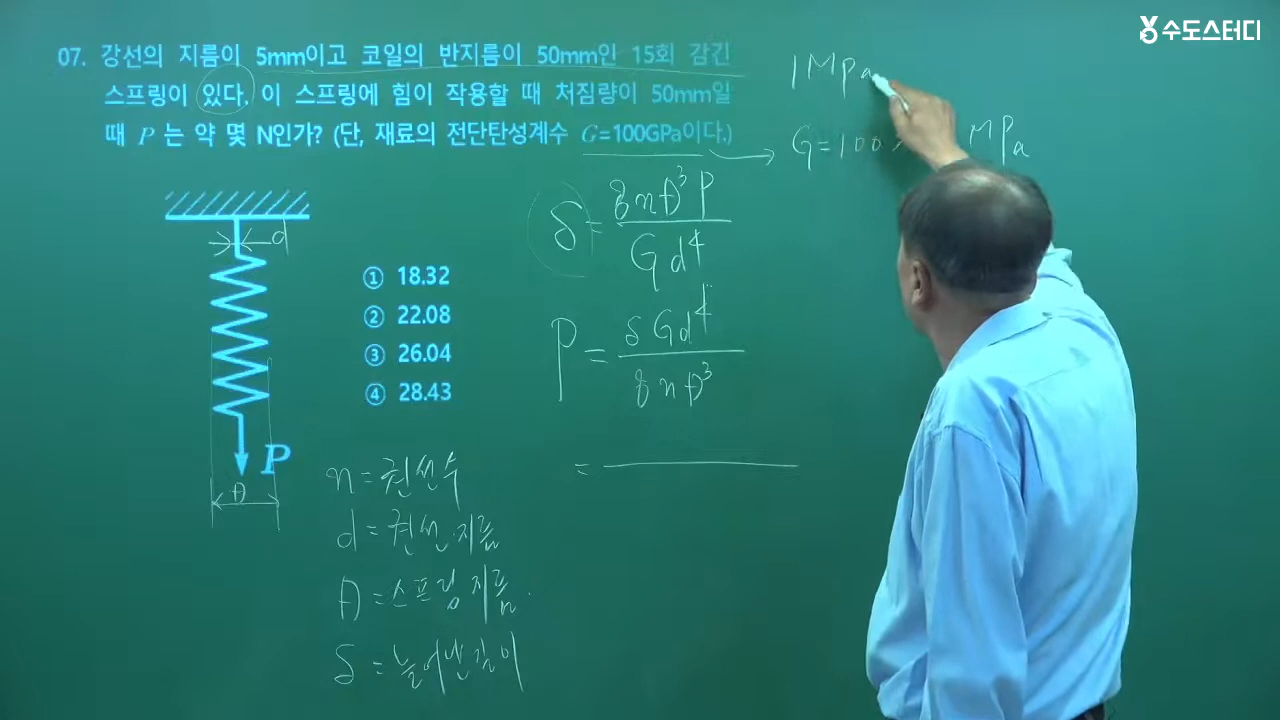 수도스터디
07. 강선의 지름이 5mm이고 코일의 반지름이 50mm인 15회 감긴
스프링이 있다. 이 스프링에 힘이 작용할 때 처짐량이 50mm일
때 P 는 약 몇 N인가? (단, 재료의 전단탄성계수 G=100GPa이다.)
1MPa
G=100 MPa
δ = 8nD³P / Gd⁴
d
① 18.32
② 22.08
③ 26.04
④ 28.43
P = δGd⁴ / 8nD³
=
P
D
n = 권선수
d = 권선지름
D = 스프링지름.
δ = 늘어난길이